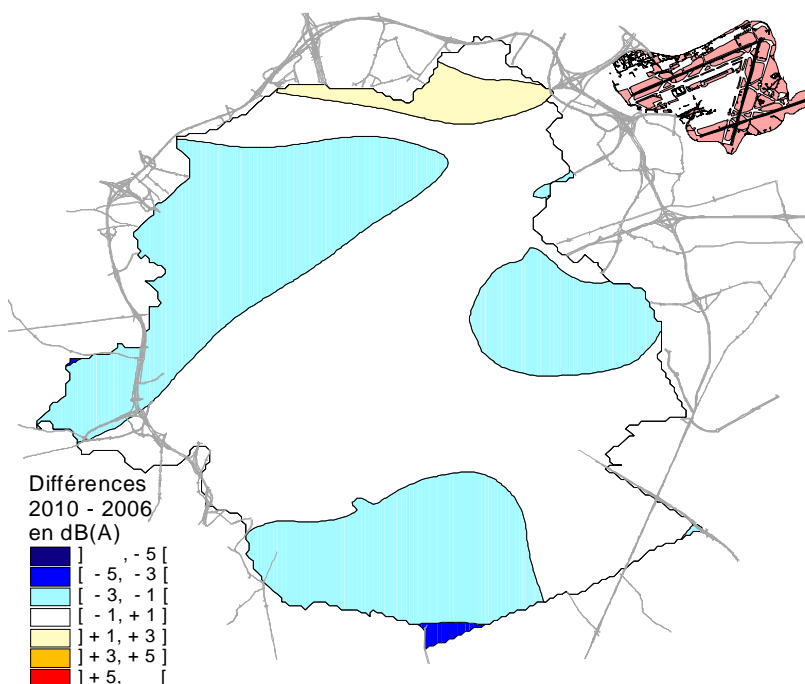 Différences
2010 - 2006
en dB(A)
]      , - 5 [
[ - 5, - 3 [
[ - 3, - 1 [
[ - 1, + 1 ]
] + 1, + 3 ]
] + 3, + 5 ]
] + 5,      [